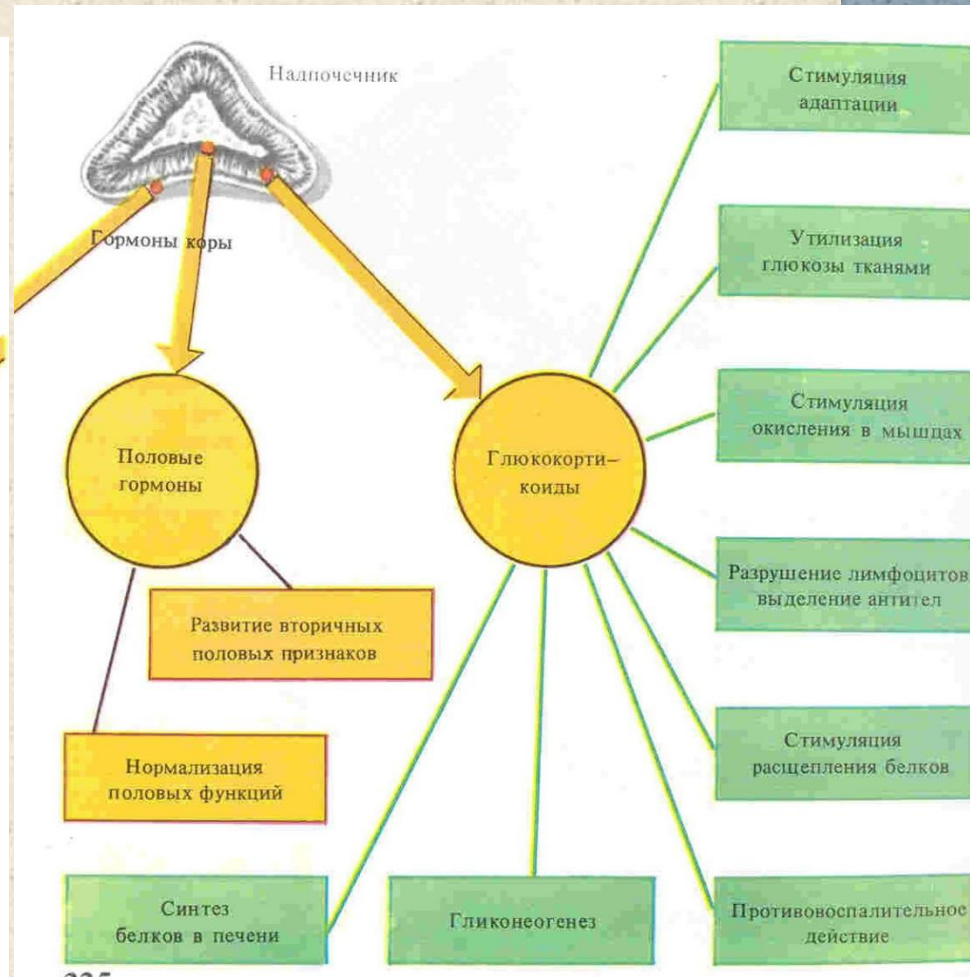 Надпочечник
Гормоны коры
Половые
гормоны
Глюкокорти–
коиды
Развитие вторичных
половых признаков
Нормализация
половых функций
Стимуляция
адаптации
Утилизация
глюкозы тканями
Стимуляция
окисления в мышцах
Разрушение лимфоцитов
выделение антител
Стимуляция
расщепления белков
Противовоспалительное
действие
Гликонеогенез
Синтез
белков в печени